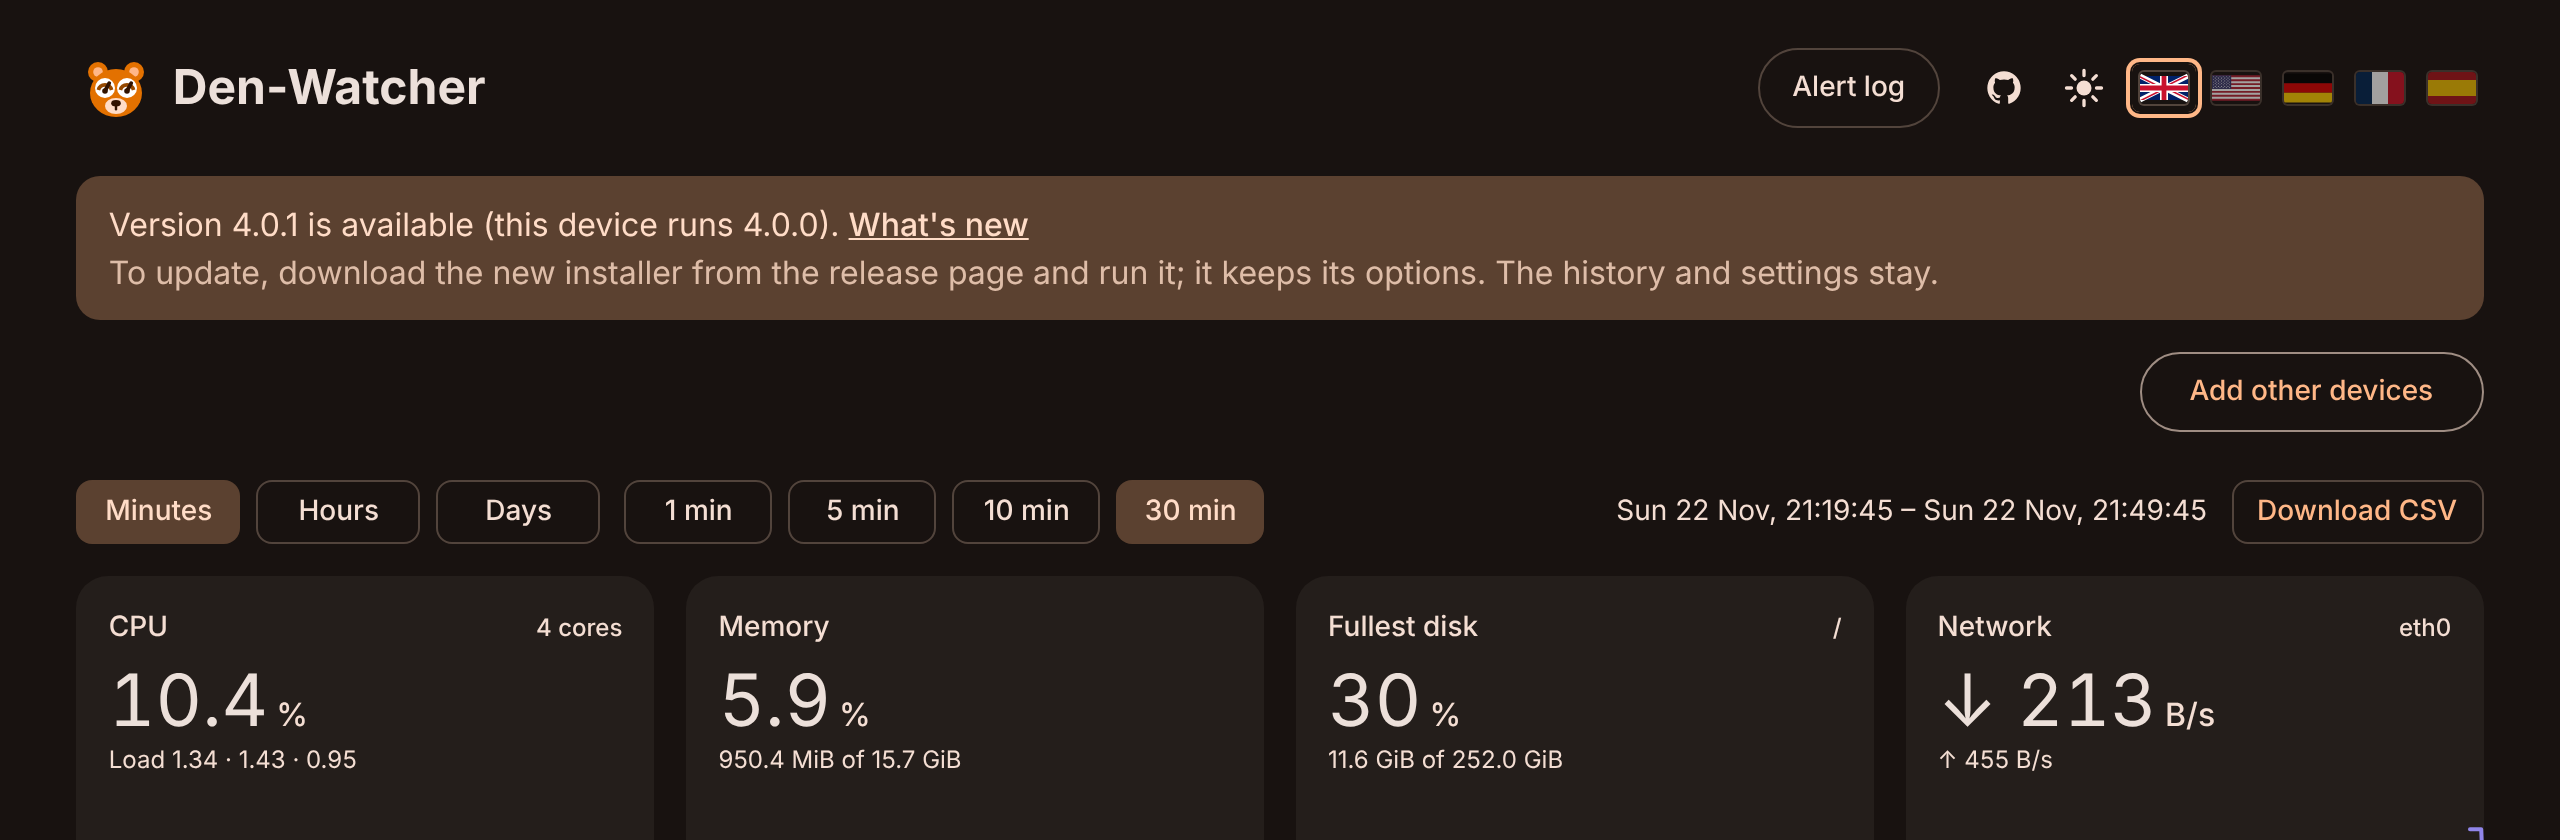 Den-Watcher
Alert log
Version 4.0.1 is available (this device runs 4.0.0). What's new
To update, download the new installer from the release page and run it; it keeps its options. The history and settings stay.
Add other devices
Minutes Hours Days 1 min 5 min 10 min 30 min
Sun 22 Nov, 21:19:45 – Sun 22 Nov, 21:49:45 Download CSV
CPU 4 cores
10.4 %
Load 1.34 · 1.43 · 0.95
Memory
5.9 %
950.4 MiB of 15.7 GiB
Fullest disk /
30 %
11.6 GiB of 252.0 GiB
Network eth0
↓ 213 B/s
↑ 455 B/s